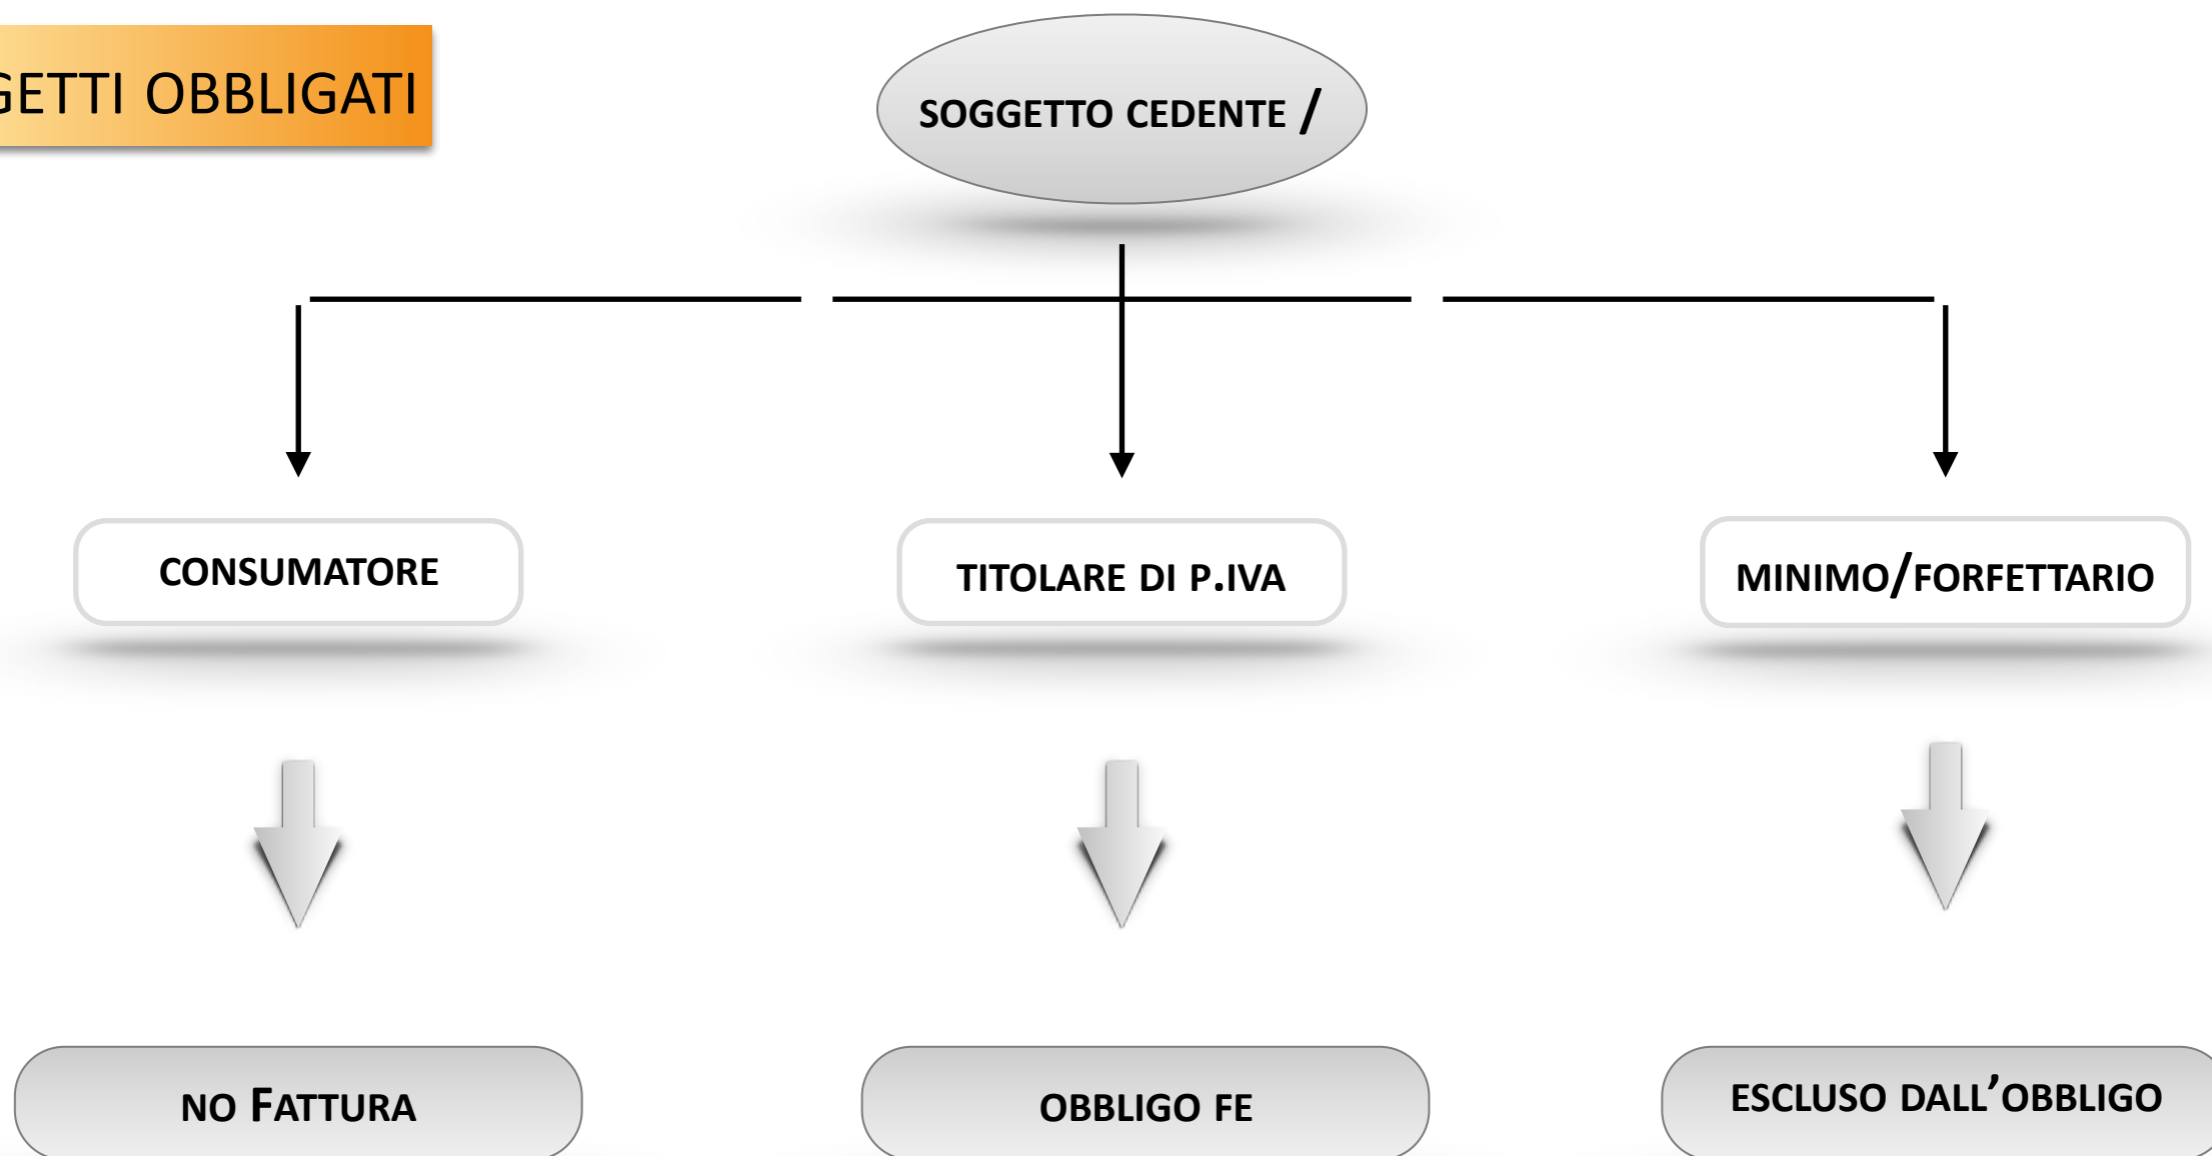 GETTI OBBLIGATI
SOGGETTO CEDENTE /
CONSUMATORE
TITOLARE DI P.IVA
MINIMO/FORFETTARIO
NO FATTURA
OBBLIGO FE
ESCLUSO DALL’OBBLIGO